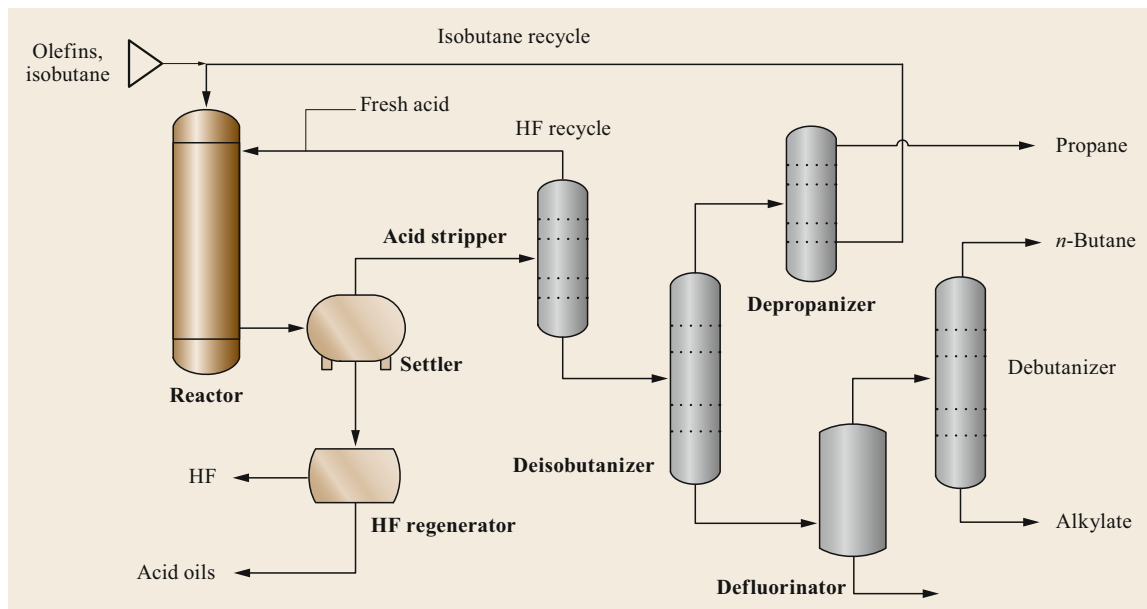 Isobutane recycle
Olefins,
isobutane
Fresh acid
HF recycle
Propane
n-Butane
Acid stripper
Depropanizer
Settler
Debutanizer
Reactor
Deisobutanizer
HF
HF regenerator
Alkylate
Acid oils
Defluorinator